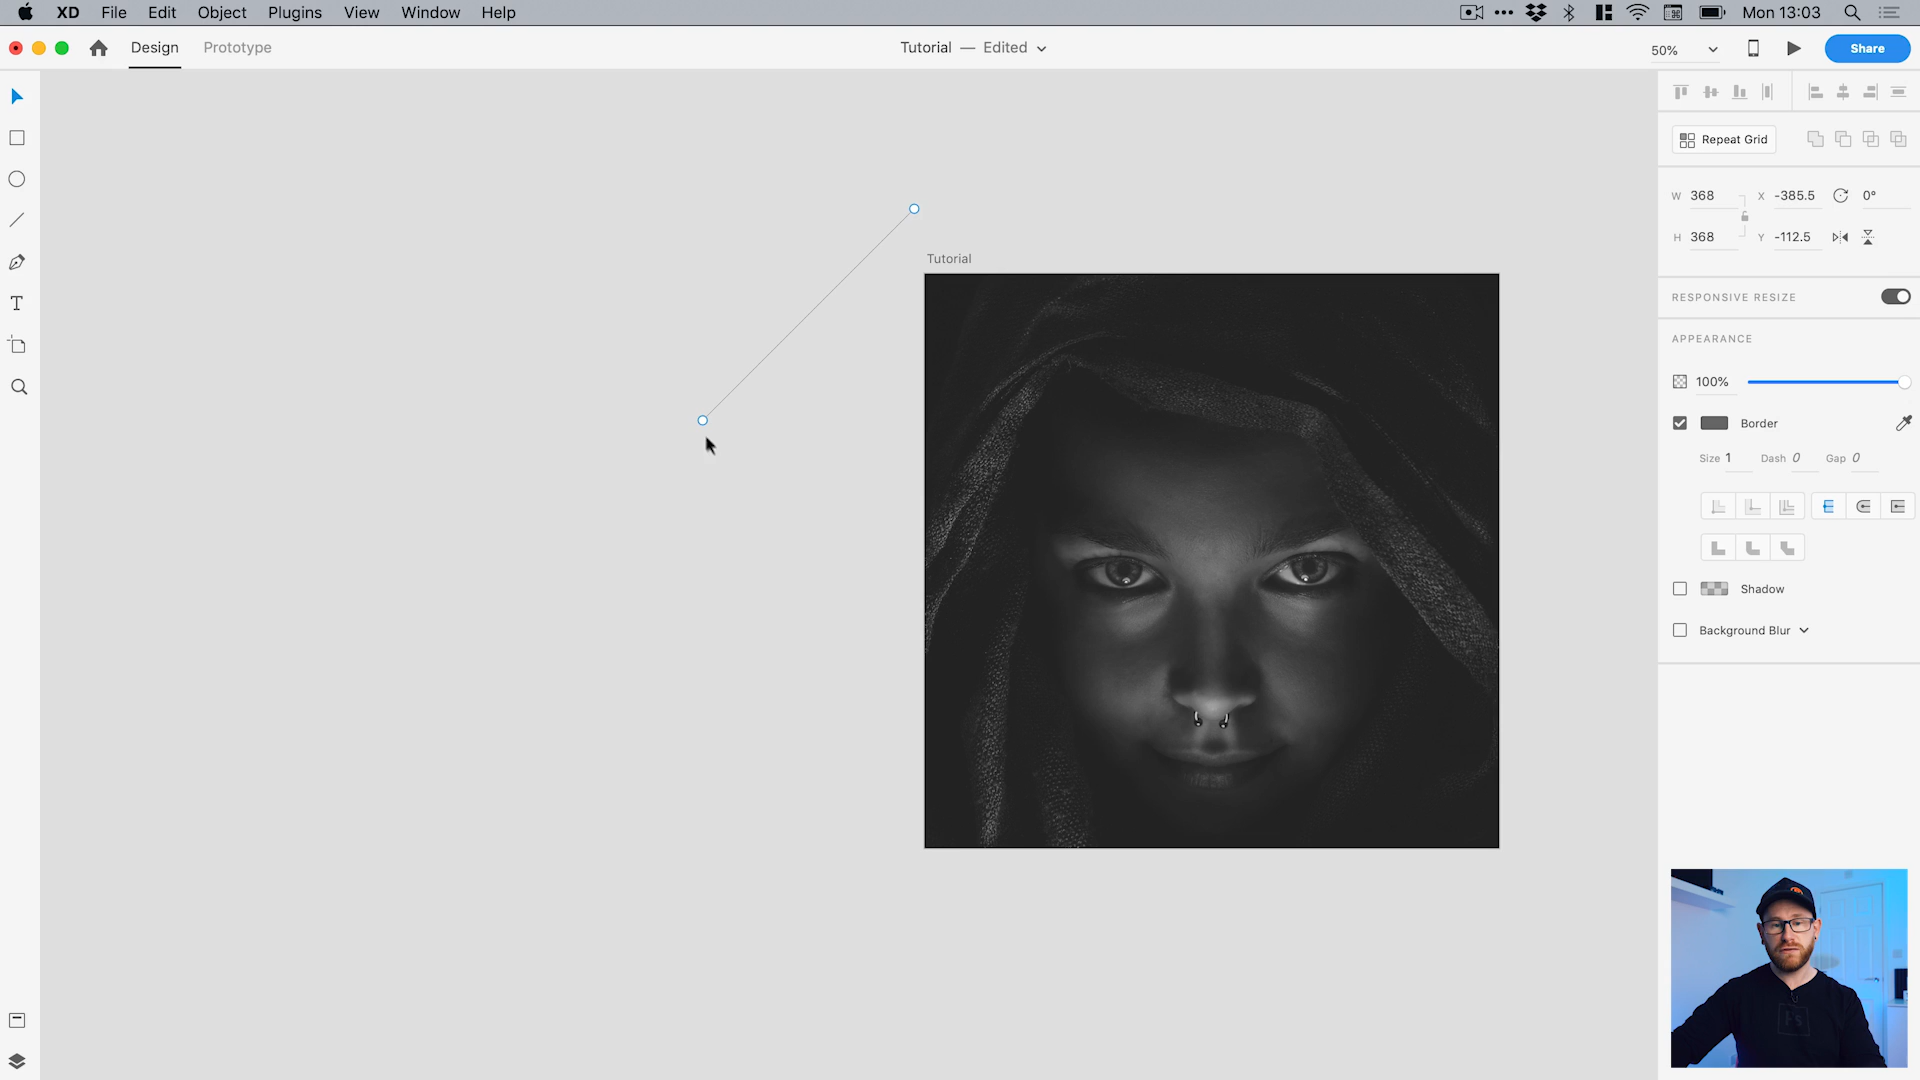 XD File Edit Object Plugins View Window Help Mon 13:03
Design Prototype Tutorial — Edited 50% Share
Repeat Grid
W 368 X -385.5 0°
H 368 Y -112.5
Tutorial
RESPONSIVE RESIZE
APPEARANCE
100%
Border
Size 1 Dash 0 Gap 0
Shadow
Background Blur
Ps